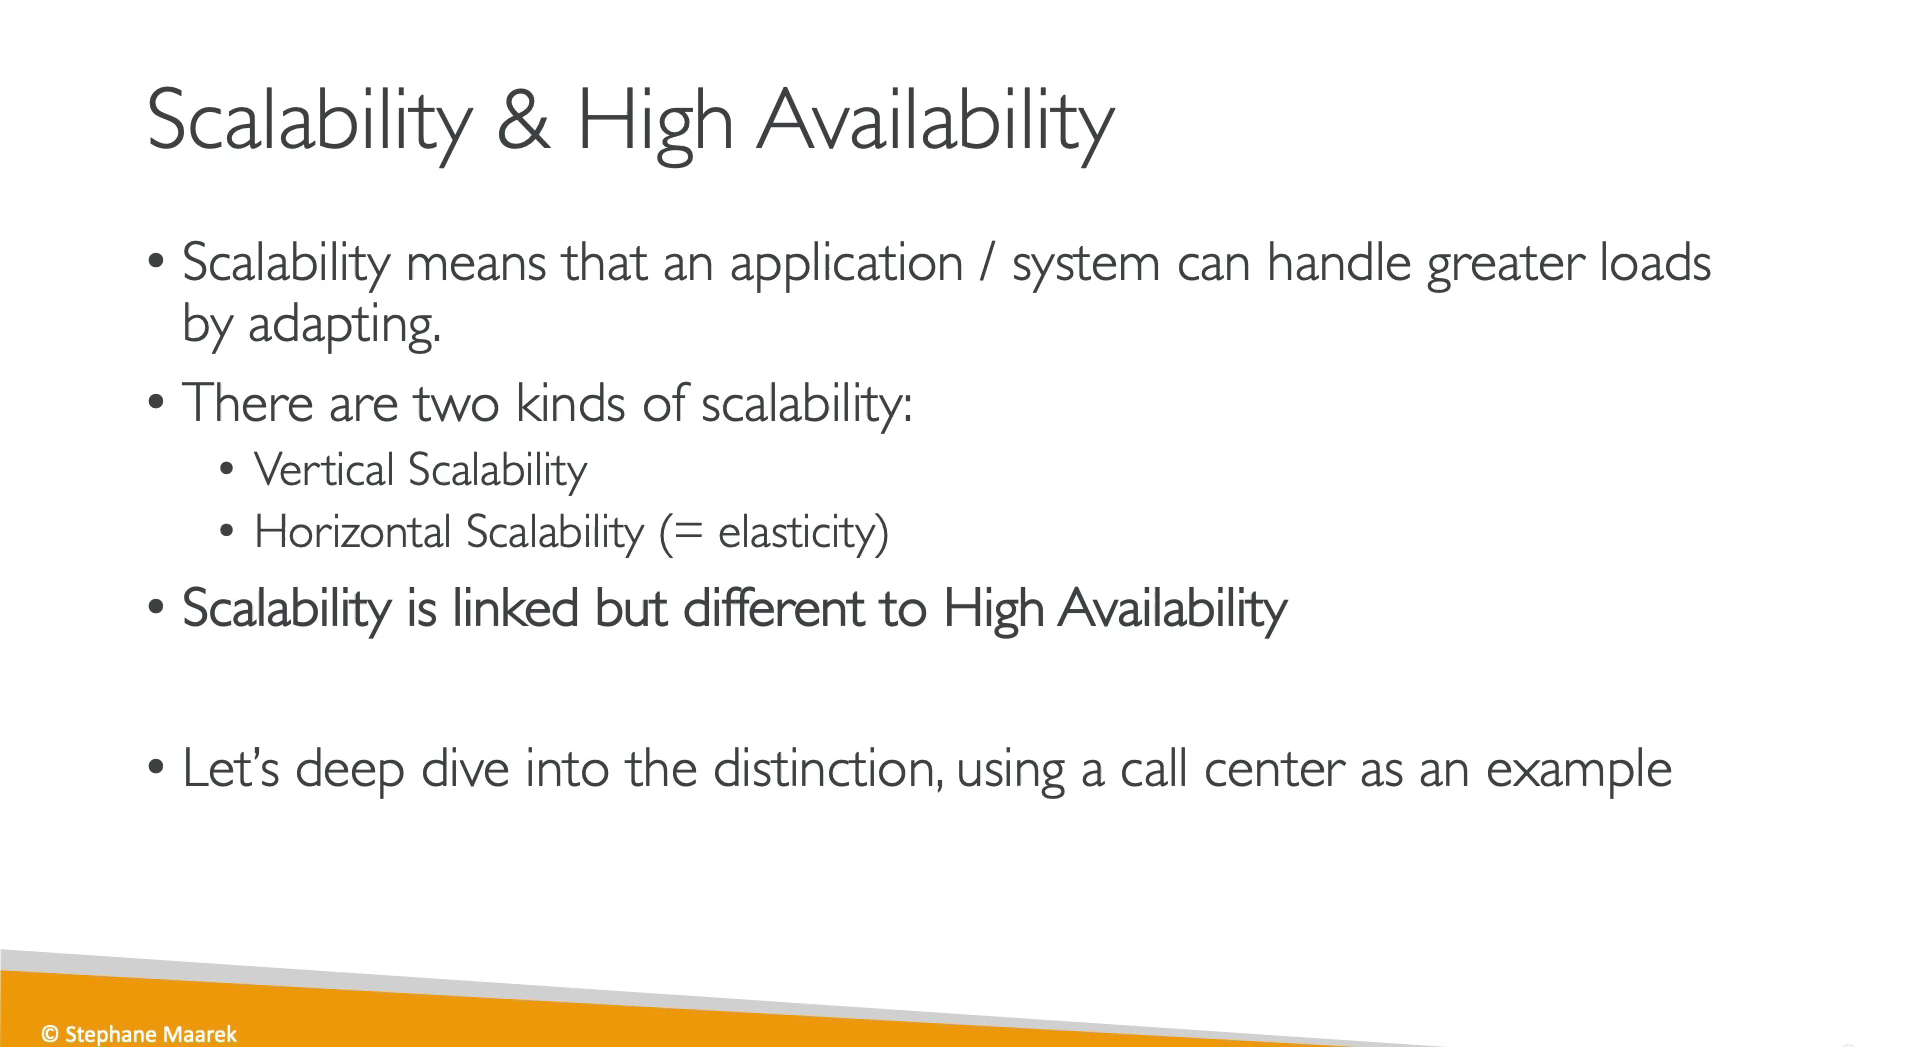 Scalability & High Availability
• Scalability means that an application / system can handle greater loads
by adapting.
• There are two kinds of scalability:
• Vertical Scalability
• Horizontal Scalability (= elasticity)
• Scalability is linked but different to High Availability
• Let’s deep dive into the distinction, using a call center as an example
© Stephane Maarek